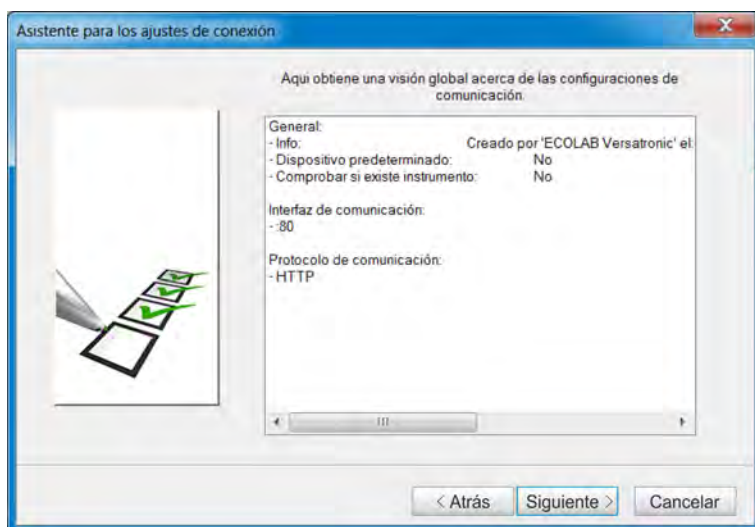 Asistente para los ajustes de conexión
Aqui obtiene una visión global acerca de las configuraciones de
comunicación.
General:
- Info: Creado por 'ECOLAB Versatronic' el:
- Dispositivo predeterminado: No
- Comprobar si existe instrumento: No
Interfaz de comunicación:
- :80
Protocolo de comunicación:
- HTTP
< Atrás Siguiente > Cancelar